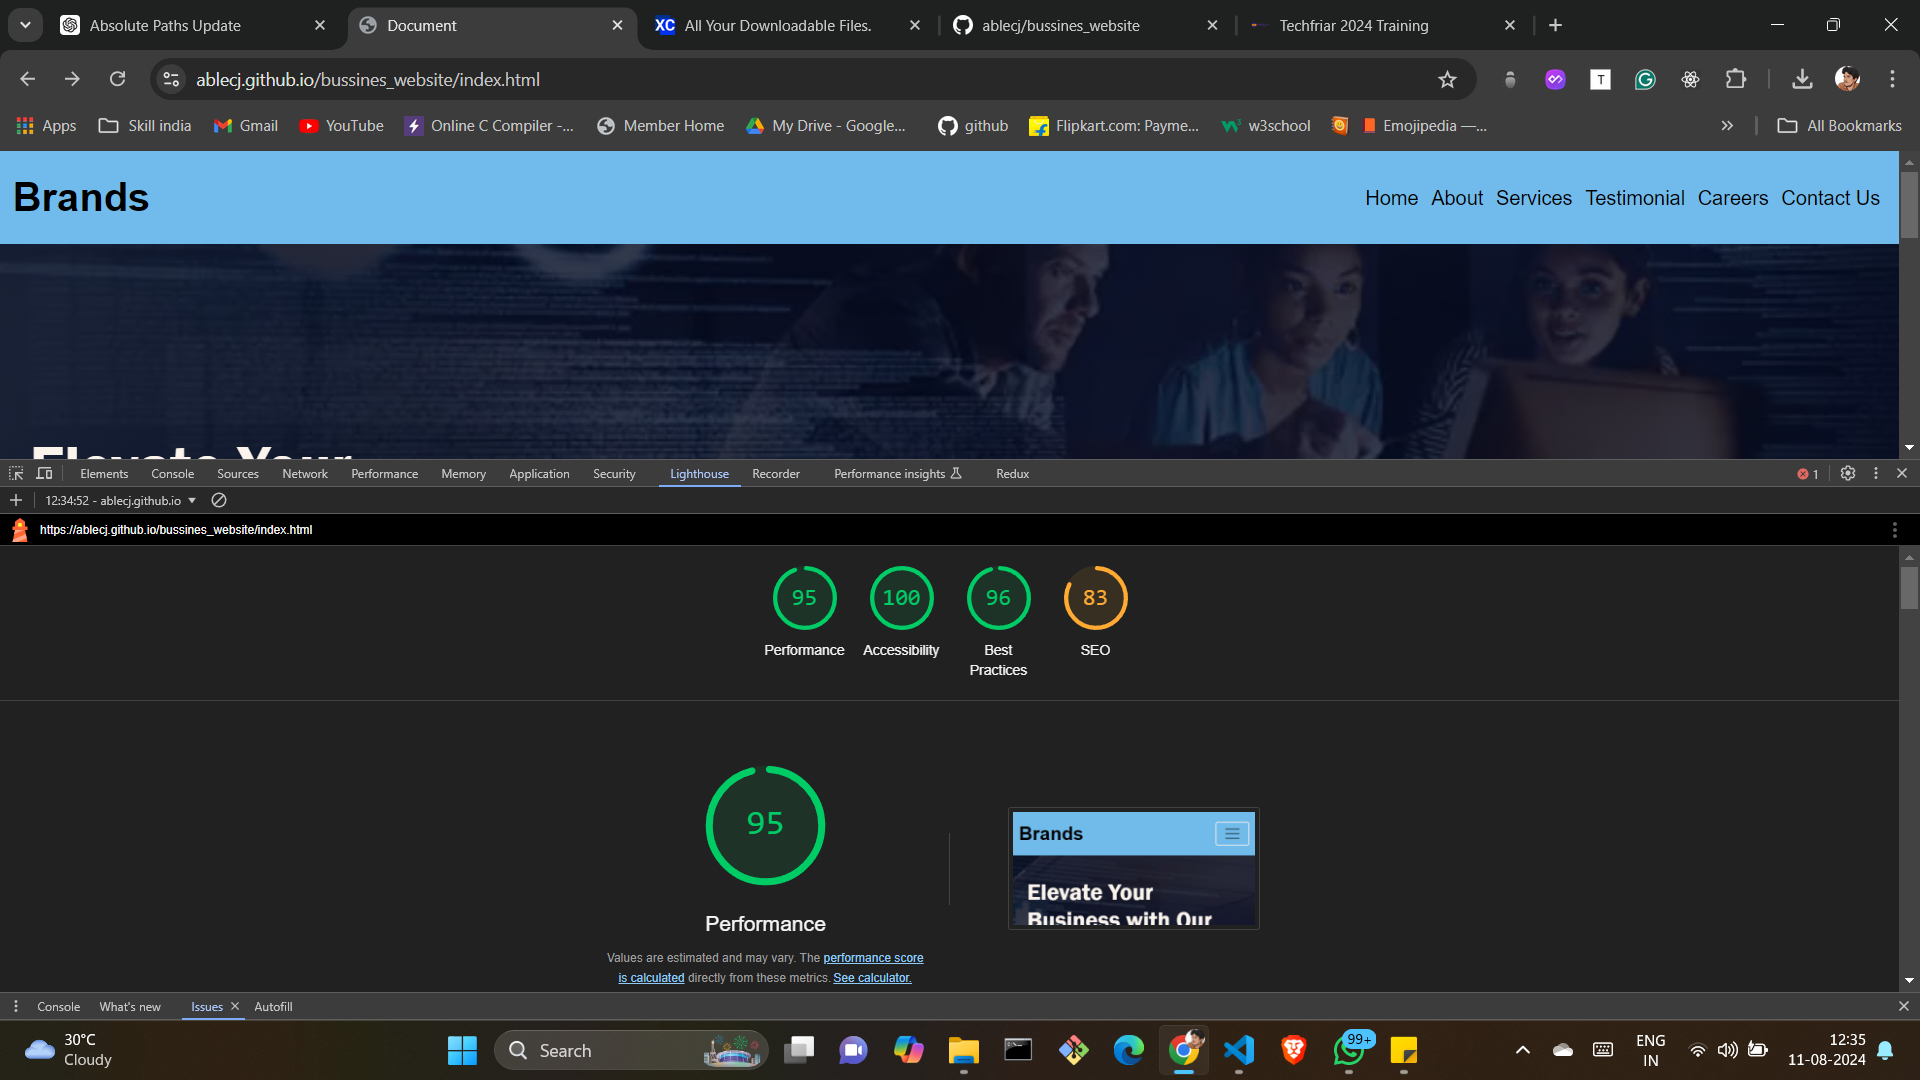 Absolute Paths Update
Document
XC All Your Downloadable Files.
ablecj/bussines_website
Techfriar 2024 Training
ablecj.github.io/bussines_website/index.html
T
Apps
Skill india
Gmail
YouTube
Online C Compiler -...
Member Home
My Drive - Google...
github
Flipkart.com: Payme...
w3school
Emojipedia —...
All Bookmarks
Brands
Home About Services Testimonial Careers Contact Us
Elevate Your
Elements Console Sources Network Performance Memory Application Security Lighthouse Recorder Performance insights Redux
1
12:34:52 - ablecj.github.io
https://ablecj.github.io/bussines_website/index.html
95 100 96 83
Performance Accessibility Best Practices SEO
95
Performance
Values are estimated and may vary. The performance score
is calculated directly from these metrics. See calculator.
Brands
Elevate Your
Business with Our
Console What's new Issues Autofill
30°C
Cloudy
Search
99+
ENG
IN
12:35
11-08-2024